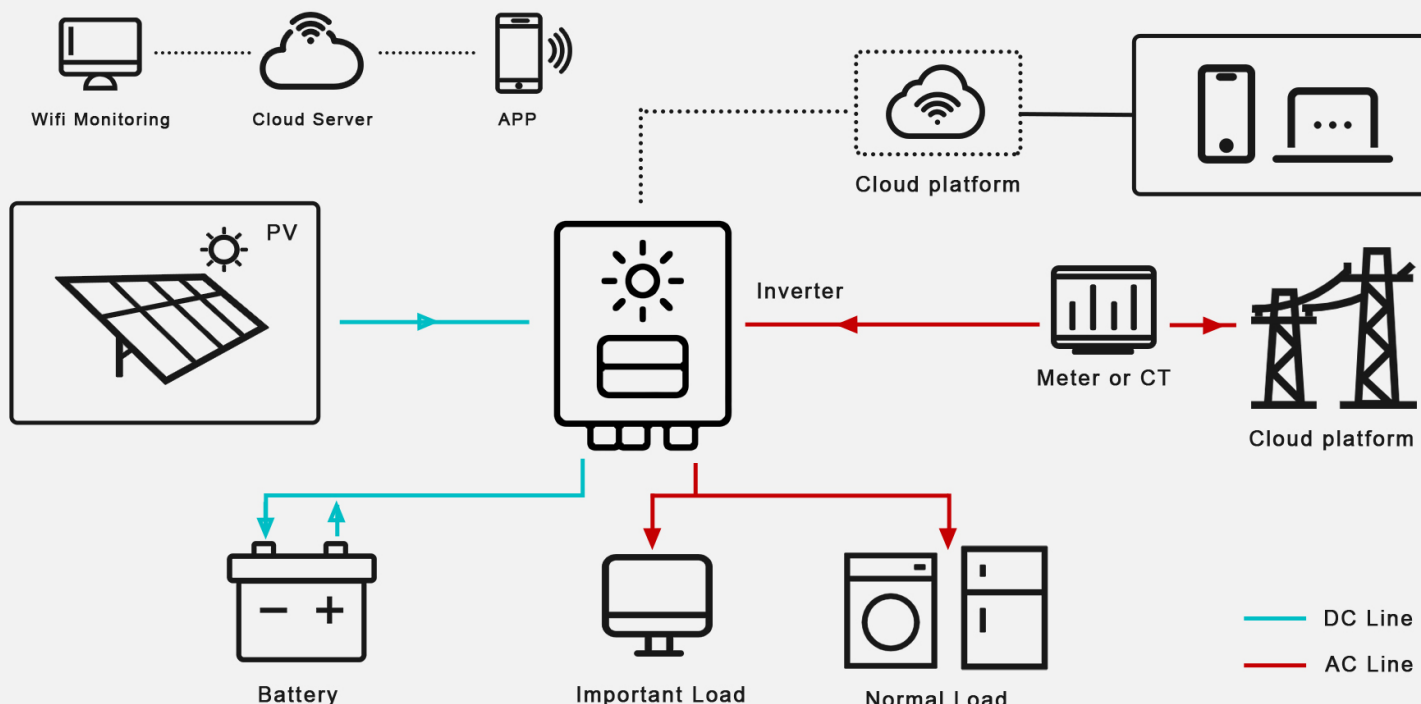 Wifi Monitoring
Cloud Server
APP
Cloud platform
PV
Inverter
Meter or CT
Cloud platform
Battery
Important Load
Normal Load
DC Line
AC Line